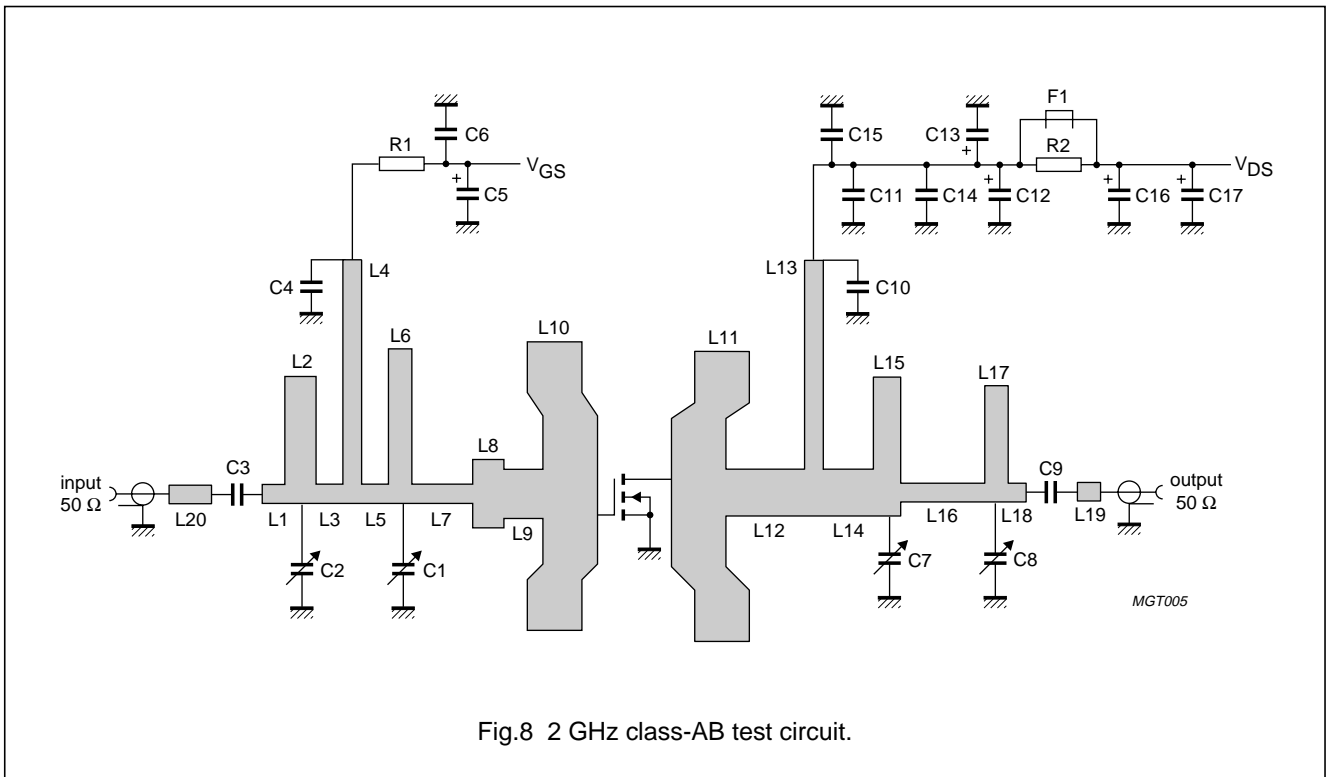 F1
C6
C15
C13
R1
R2
+
VGS
VDS
+
C5
C11
C14
+
C12
+
C16
+
C17
L4
L13
C4
C10
L6
L10
L11
L2
L15
L17
L8
input
50 Ω
C3
C9
output
50 Ω
L20
L1
L3
L5
L7
L9
L12
L14
L16
L18
L19
C2
C1
C7
C8
MGT005
Fig.8 2 GHz class-AB test circuit.